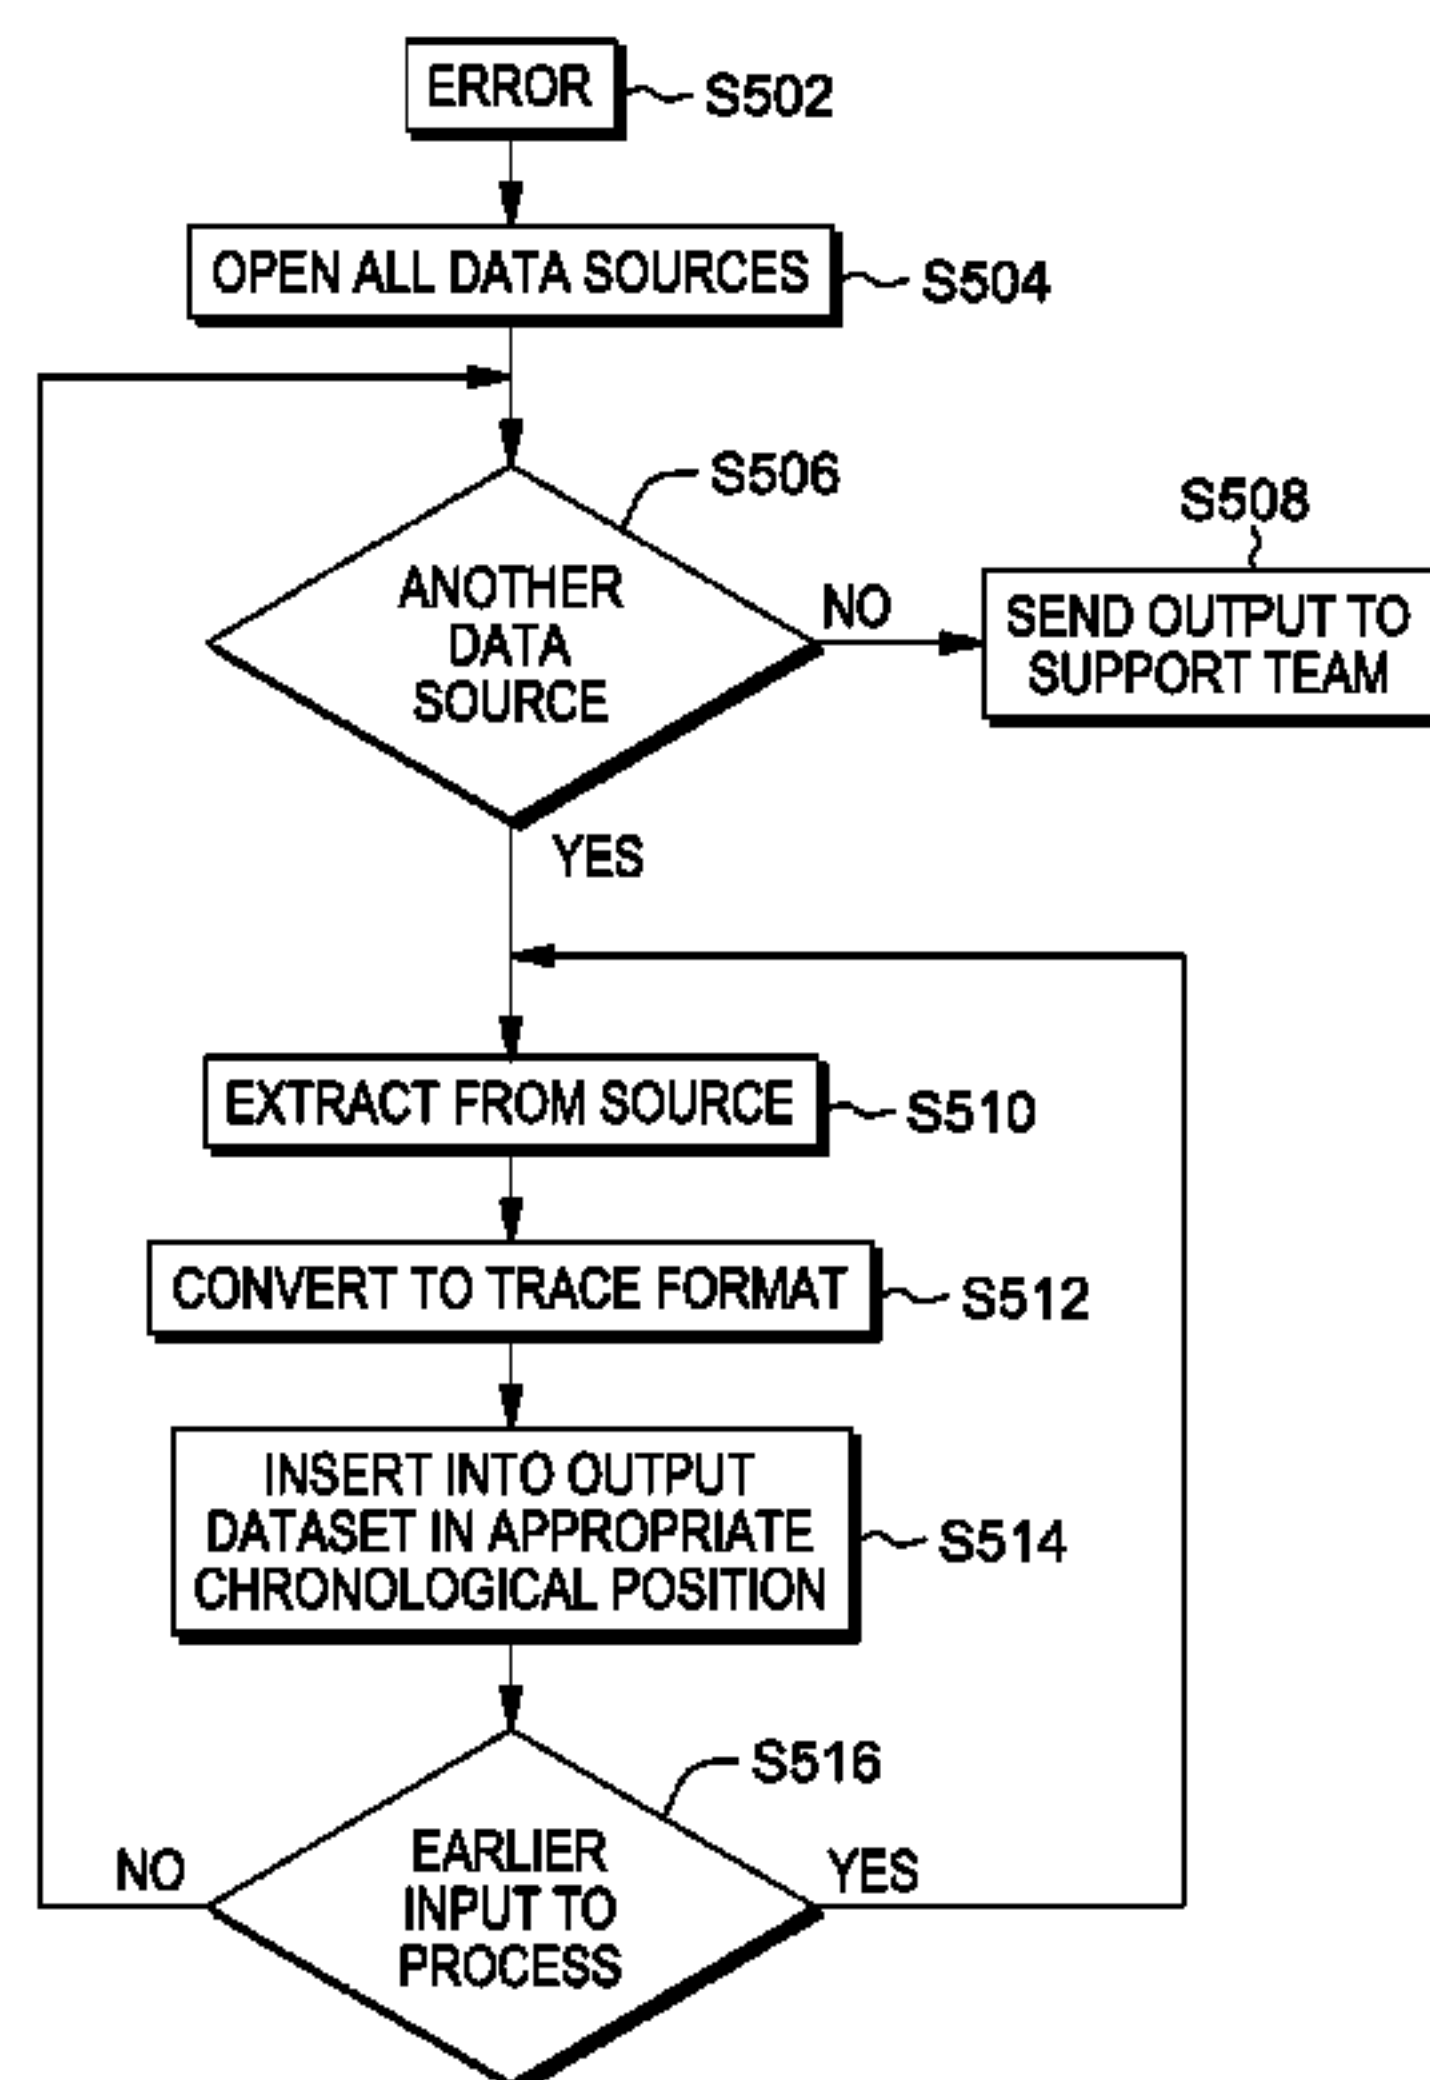 ERROR
S502
OPEN ALL DATA SOURCES
S504
S506
ANOTHER
DATA
SOURCE
NO
S508
SEND OUTPUT TO
SUPPORT TEAM
YES
EXTRACT FROM SOURCE
S510
CONVERT TO TRACE FORMAT
S512
INSERT INTO OUTPUT
DATASET IN APPROPRIATE
CHRONOLOGICAL POSITION
S514
S516
EARLIER
INPUT TO
PROCESS
NO
YES